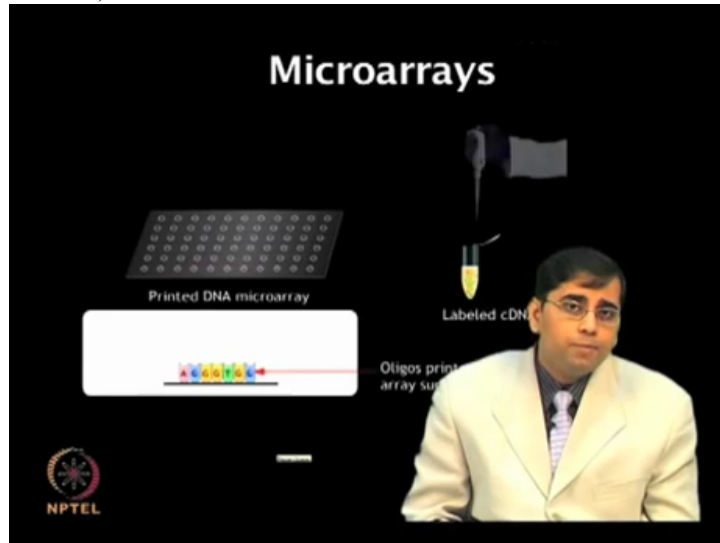 Microarrays
Printed DNA microarray
Labeled cDN
A G G G T G G
Oligos print
array su
NPTEL